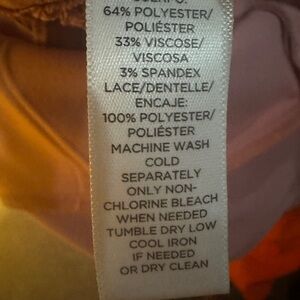 CUERPO:
64% POLYESTER/
POLIÉSTER
33% VISCOSE/
VISCOSA
3% SPANDEX
LACE/DENTELLE/
ENCAJE:
100% POLYESTER/
POLIÉSTER
MACHINE WASH
COLD
SEPARATELY
ONLY NON-
CHLORINE BLEACH
WHEN NEEDED
TUMBLE DRY LOW
COOL IRON
IF NEEDED
OR DRY CLEAN